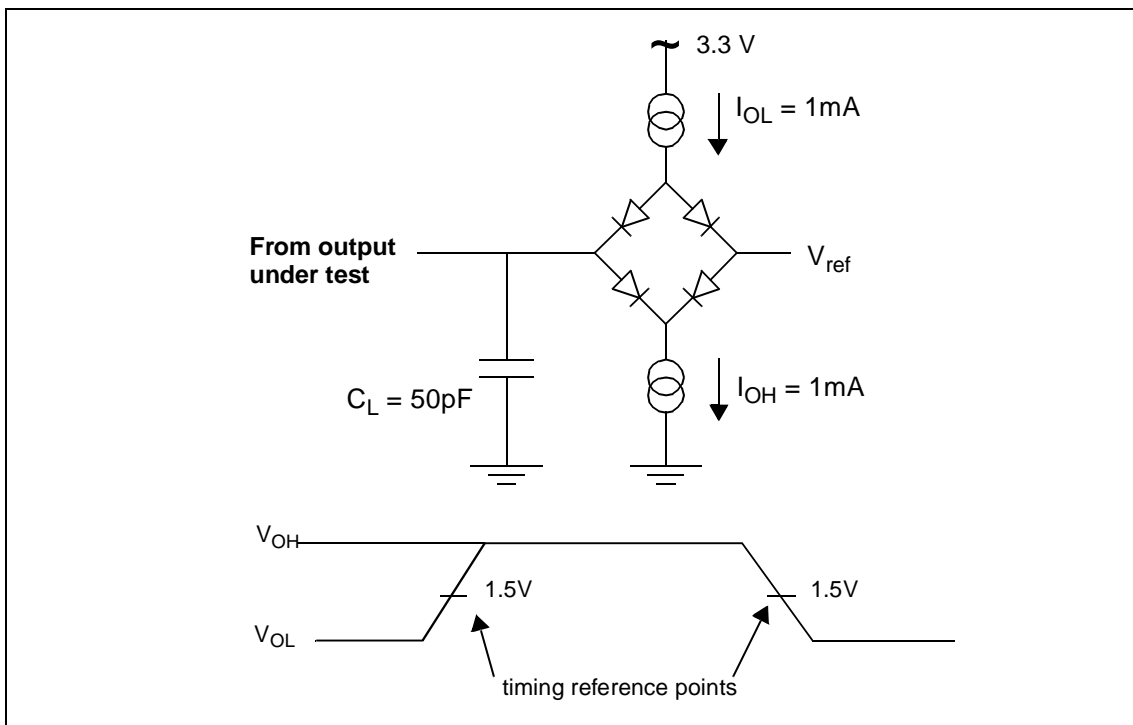 3.3 V
I_OL = 1mA
From output
under test
V_ref
C_L = 50pF
I_OH = 1mA
V_OH
1.5V
1.5V
V_OL
timing reference points